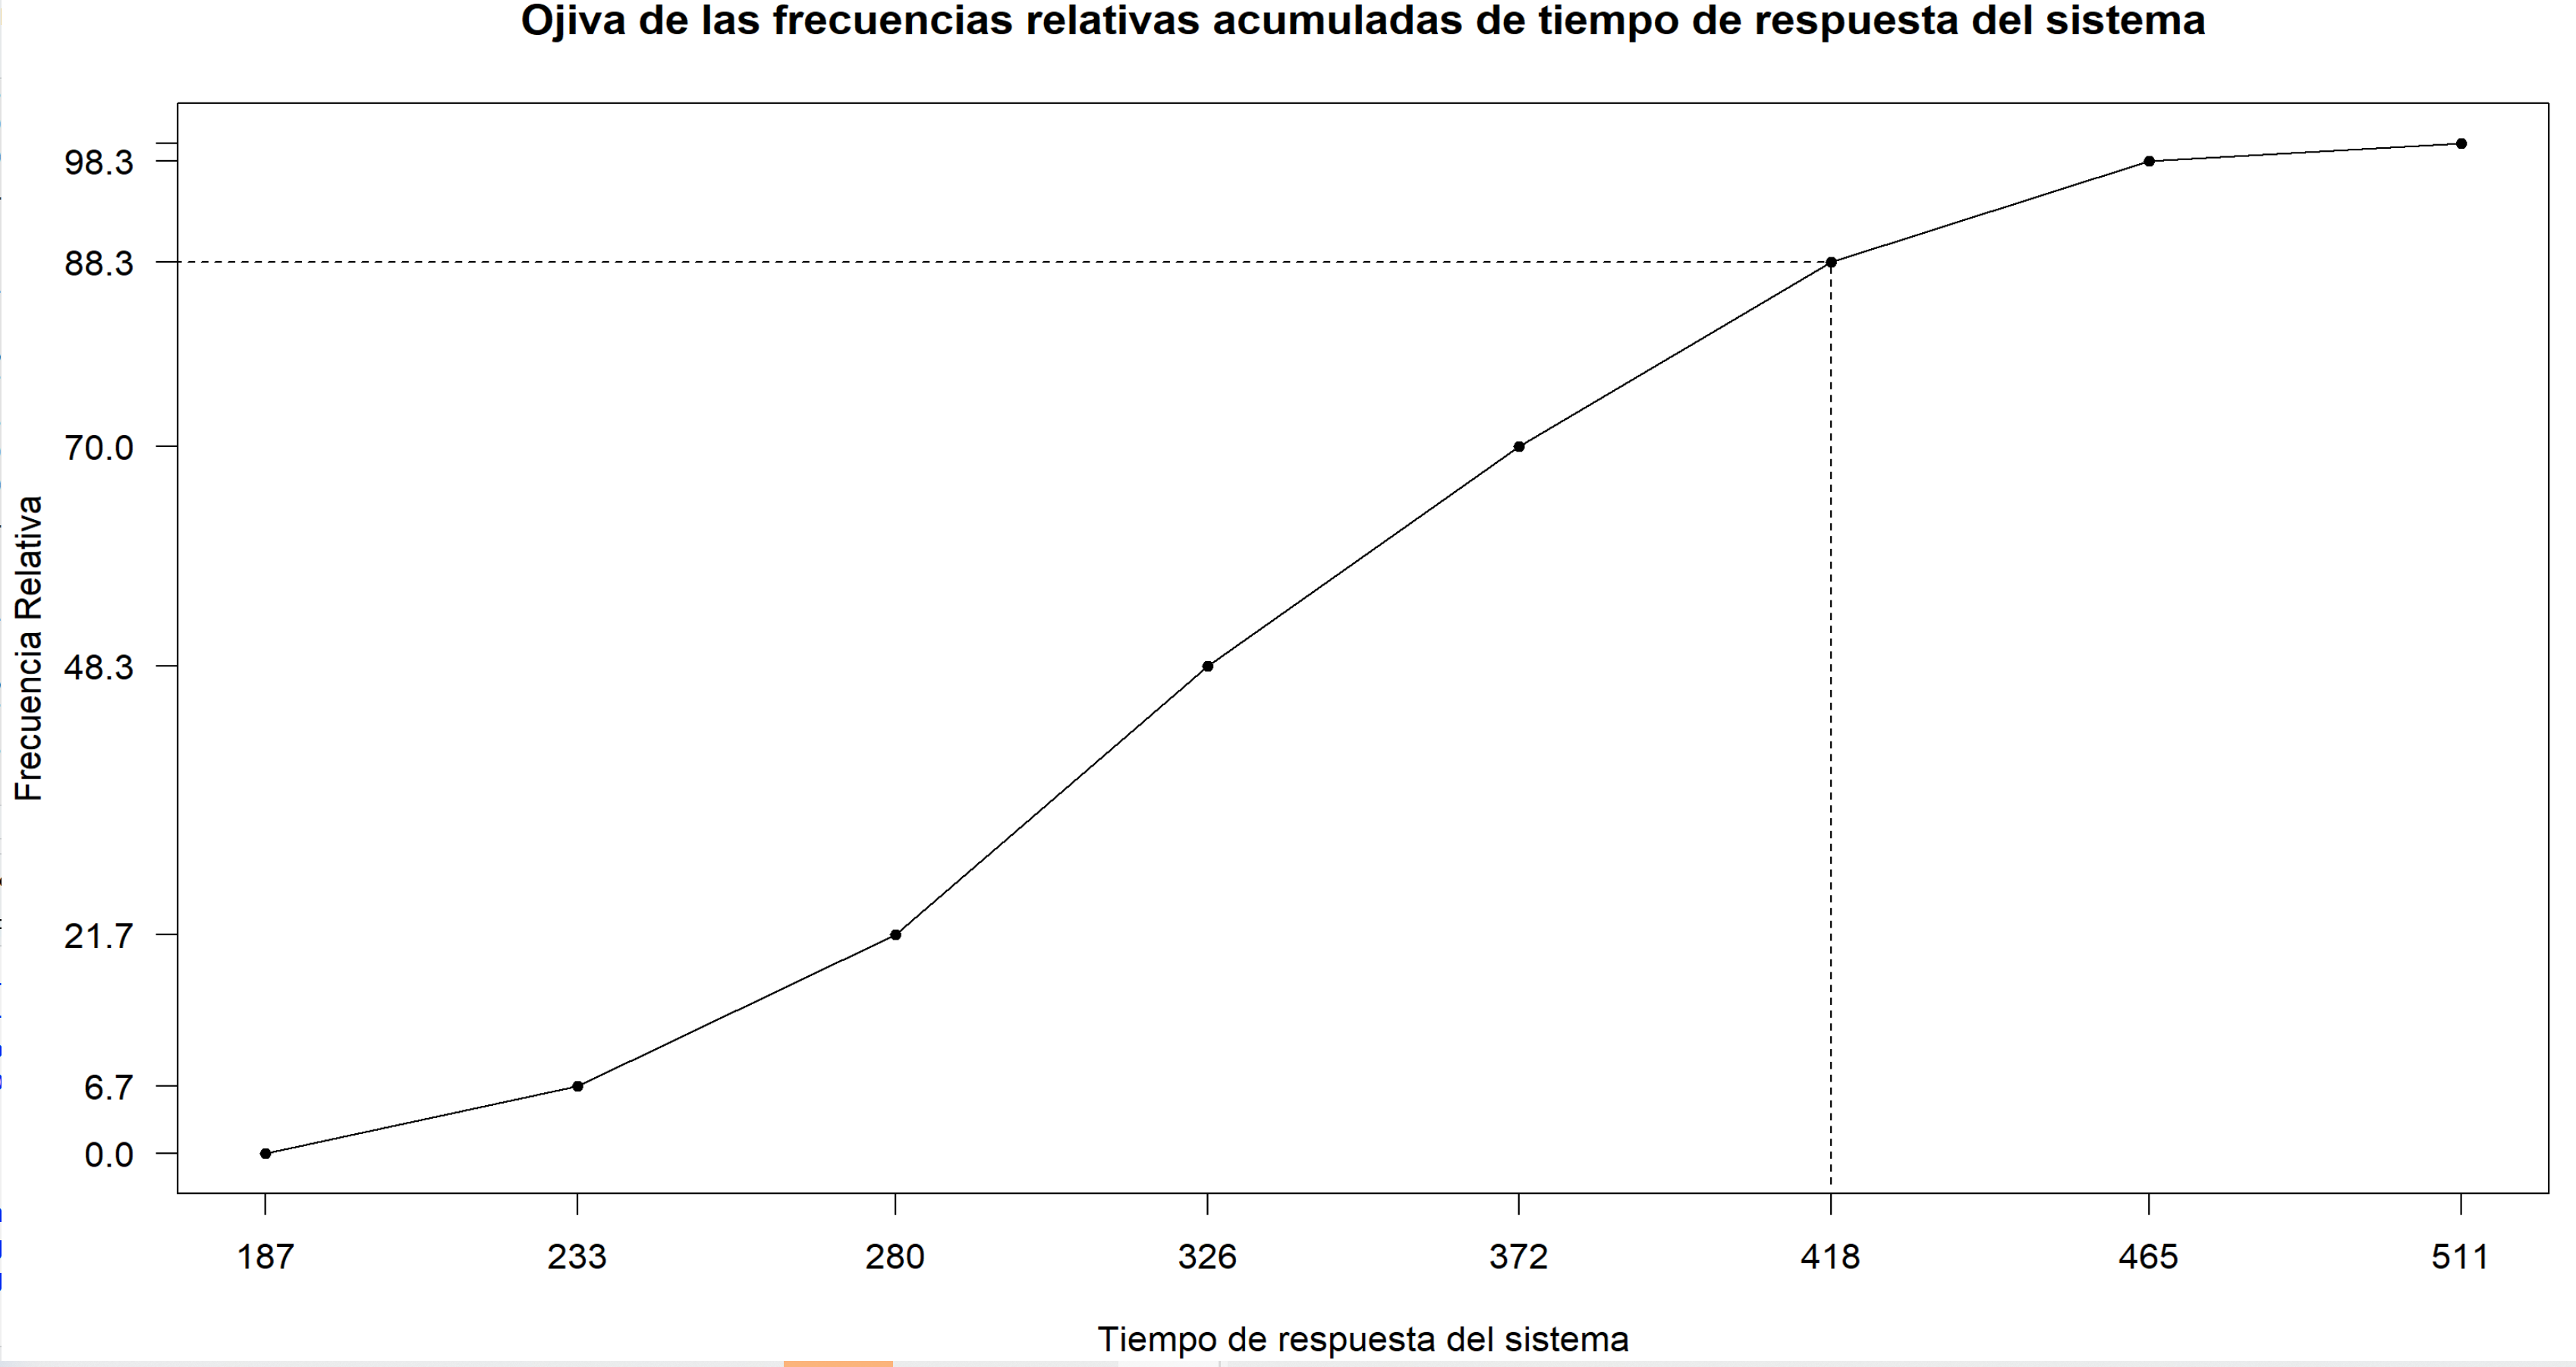 Ojiva de las frecuencias relativas acumuladas de tiempo de respuesta del sistema
98.3
88.3
70.0
48.3
21.7
6.7
0.0
Frecuencia Relativa
187 233 280 326 372 418 465 511
Tiempo de respuesta del sistema